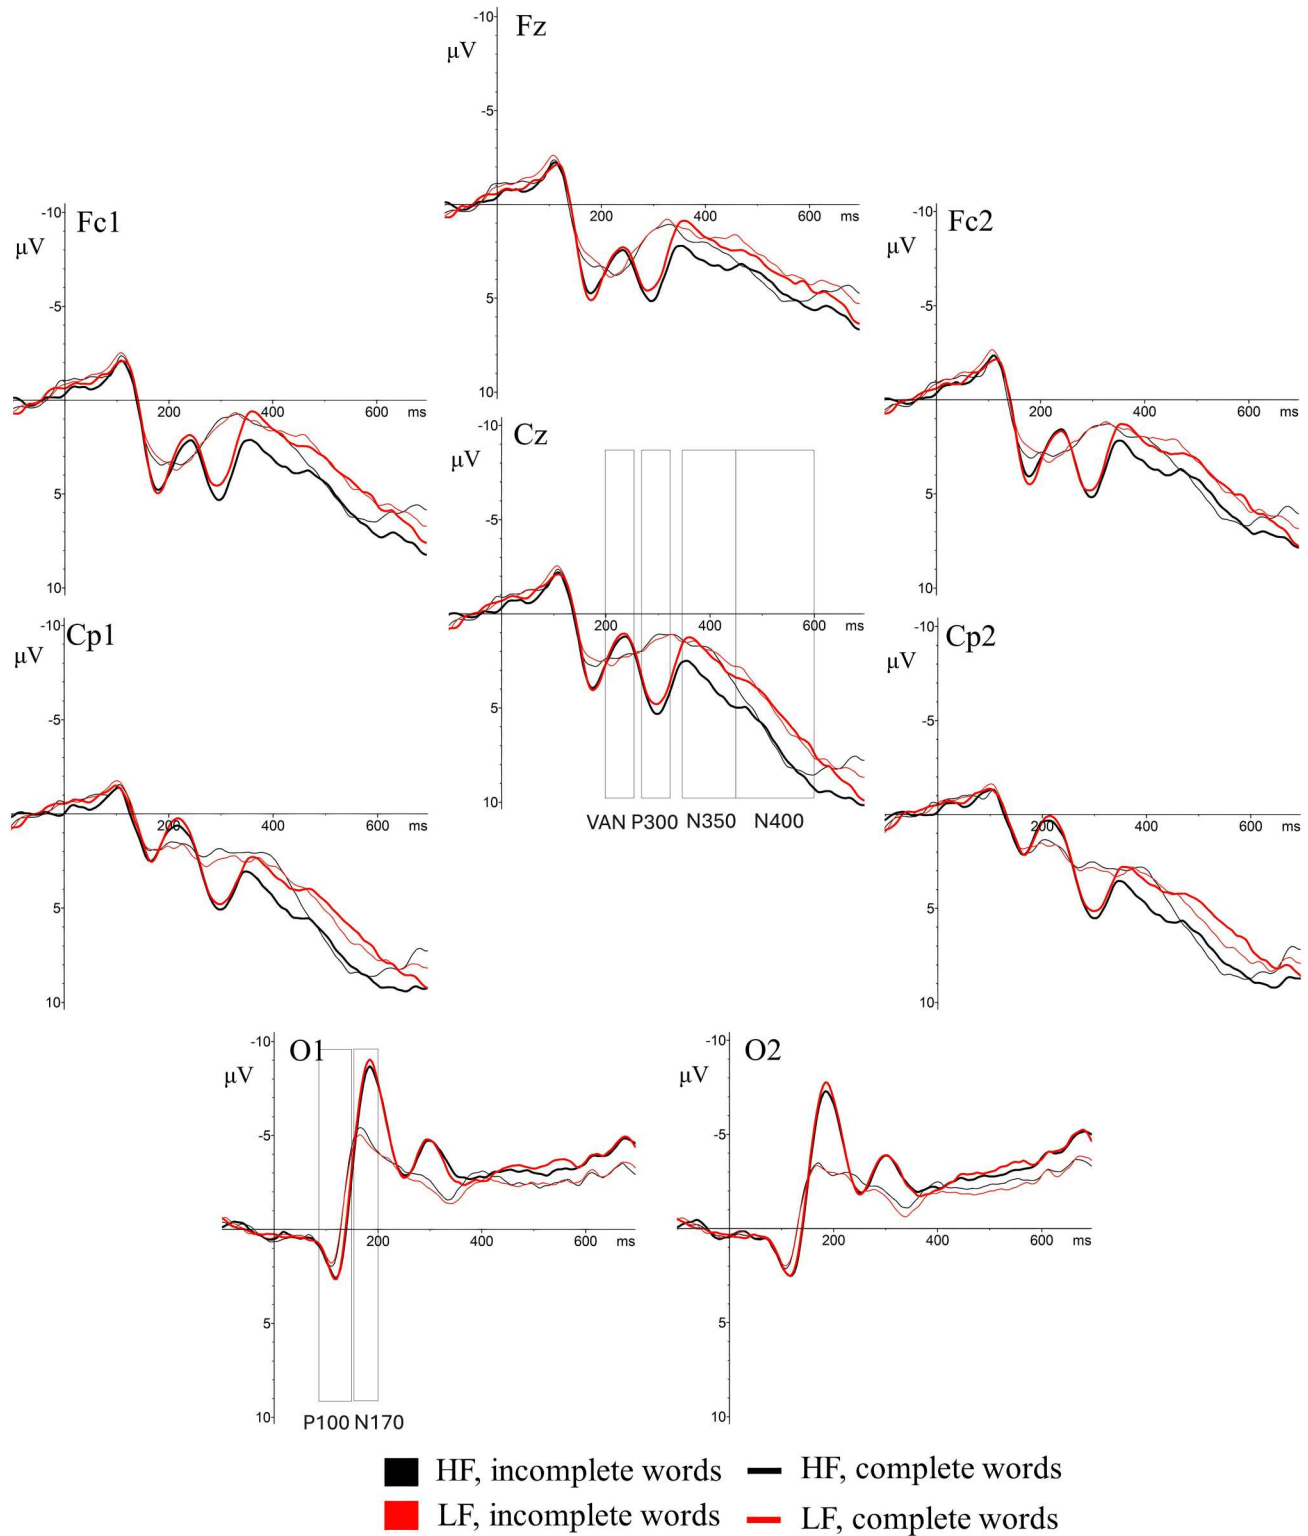 Fz
μV
-10
-5
5
10
200
400
600
ms
Fc1
μV
-10
-5
5
10
200
400
600
ms
Fc2
μV
-10
-5
5
10
200
400
600
ms
Cz
μV
-10
-5
5
10
200
400
600
ms
VAN P300 N350 N400
Cp1
μV
-10
-5
5
10
200
400
600
ms
Cp2
μV
-10
-5
5
10
200
400
600
ms
O1
μV
-10
-5
5
10
200
400
600
ms
P100 N170
O2
μV
-10
-5
5
10
200
400
600
ms
HF, incomplete words
HF, complete words
LF, incomplete words
LF, complete words